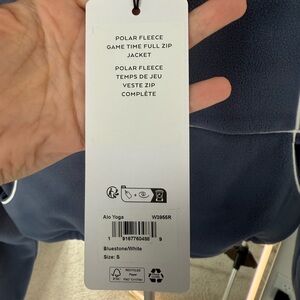 POLAR FLEECE
GAME TIME FULL ZIP
JACKET
POLAR FLEECE
TEMPS DE JEU
VESTE ZIP
COMPLÈTE
Alo Yoga W3955R
Bluestone/White
Size: S
FSC